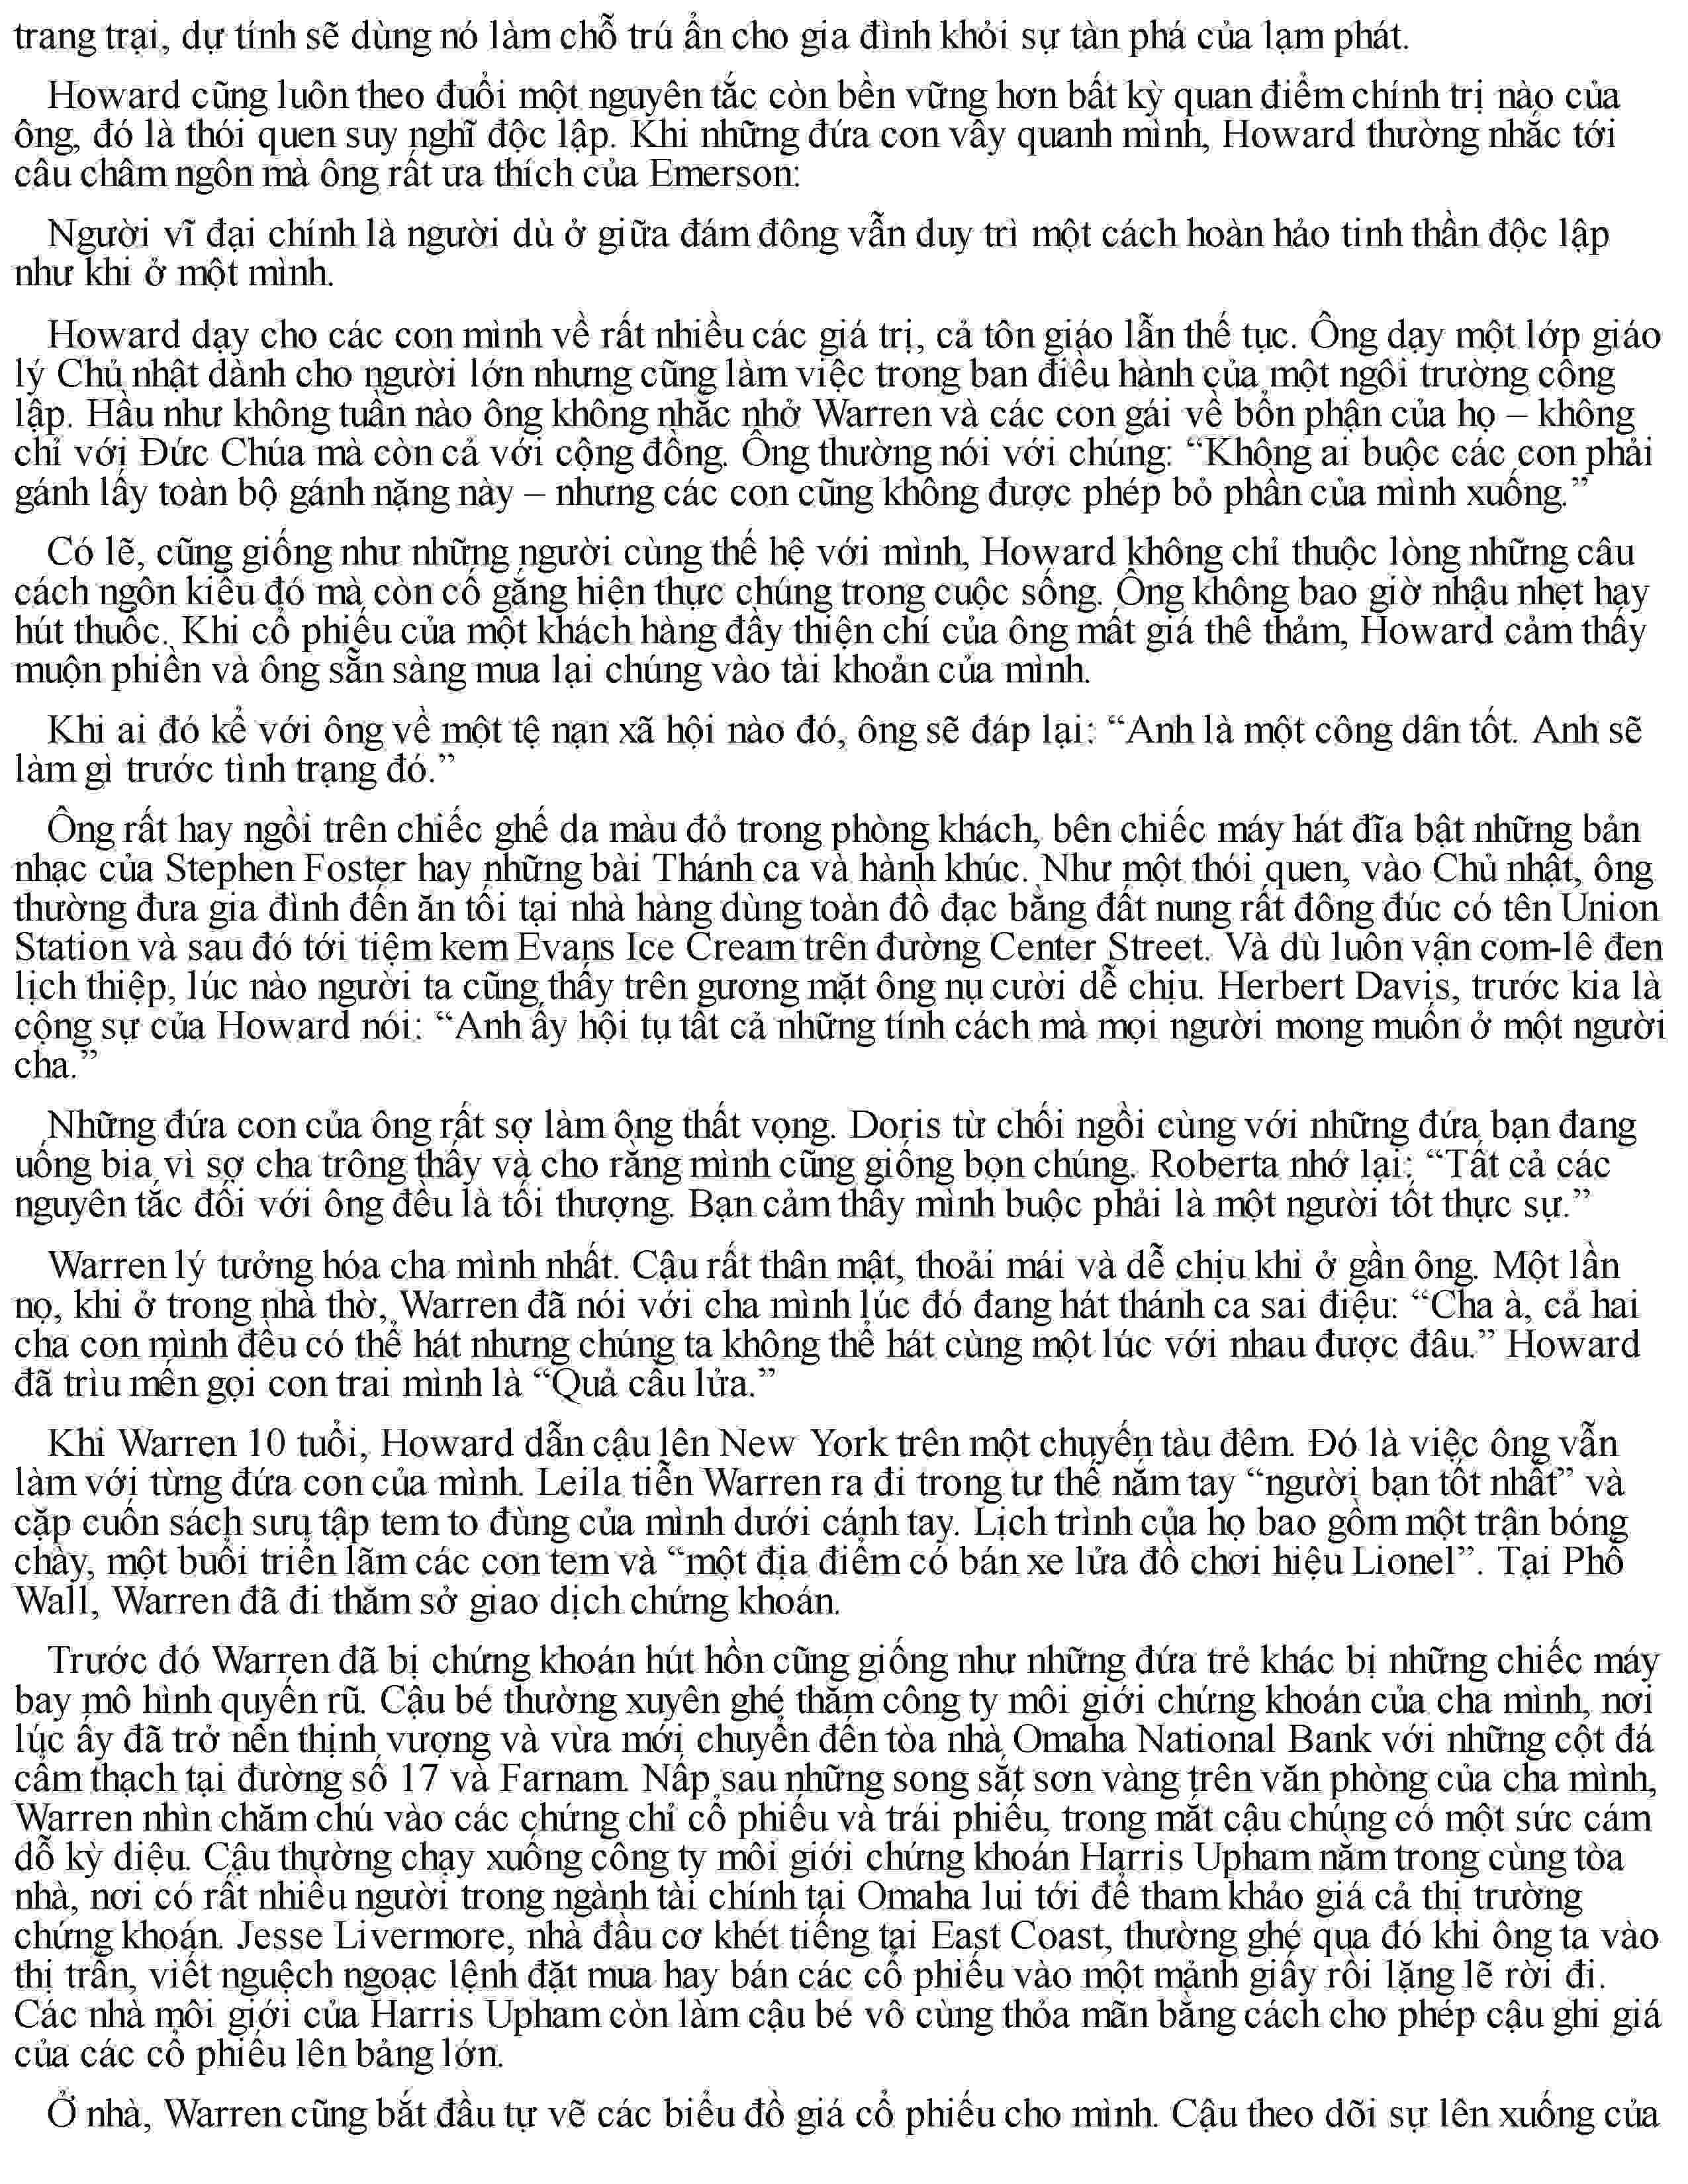 trang trại, dự tính sẽ dùng nó làm chỗ trú ẩn cho gia đình khỏi sự tàn phá của lạm phát.
Howard cũng luôn theo đuổi một nguyên tắc còn bền vững hơn bất kỳ quan điểm chính trị nào của
ông, đó là thói quen suy nghĩ độc lập. Khi những đứa con vây quanh mình, Howard thường nhắc tới
câu châm ngôn mà ông rất ưa thích của Emerson:
Người vĩ đại chính là người dù ở giữa đám đông vẫn duy trì một cách hoàn hảo tinh thần độc lập
như khi ở một mình.
Howard dạy cho các con mình về rất nhiều các giá trị, cả tôn giáo lẫn thế tục. Ông dạy một lớp giáo
lý Chủ nhật dành cho người lớn nhưng cũng làm việc trong ban điều hành của một ngôi trường công
lập. Hầu như không tuần nào ông không nhắc nhở Warren và các con gái về bổn phận của họ – không
chỉ với Đức Chúa mà còn cả với cộng đồng. Ông thường nói với chúng: “Không ai buộc các con phải
gánh lấy toàn bộ gánh nặng này – nhưng các con cũng không được phép bỏ phần của mình xuống.”
Có lẽ, cũng giống như những người cùng thế hệ với mình, Howard không chỉ thuộc lòng những câu
cách ngôn kiểu đó mà còn cố gắng hiện thực chúng trong cuộc sống. Ông không bao giờ nhậu nhẹt hay
hút thuốc. Khi cổ phiếu của một khách hàng đầy thiện chí của ông mất giá thê thảm, Howard cảm thấy
muộn phiền và ông sẵn sàng mua lại chúng vào tài khoản của mình.
Khi ai đó kể với ông về một tệ nạn xã hội nào đó, ông sẽ đáp lại: “Anh là một công dân tốt. Anh sẽ
làm gì trước tình trạng đó.”
Ông rất hay ngồi trên chiếc ghế da màu đỏ trong phòng khách, bên chiếc máy hát đĩa bật những bản
nhạc của Stephen Foster hay những bài Thánh ca và hành khúc. Như một thói quen, vào Chủ nhật, ông
thường đưa gia đình đến ăn tối tại nhà hàng dùng toàn đồ đạc bằng đất nung rất đông đúc có tên Union
Station và sau đó tới tiệm kem Evans Ice Cream trên đường Center Street. Và dù luôn vận com-lê đen
lịch thiệp, lúc nào người ta cũng thấy trên gương mặt ông nụ cười dễ chịu. Herbert Davis, trước kia là
cộng sự của Howard nói: “Anh ấy hội tụ tất cả những tính cách mà mọi người mong muốn ở một người
cha.”
Những đứa con của ông rất sợ làm ông thất vọng. Doris từ chối ngồi cùng với những đứa bạn đang
uống bia vì sợ cha trông thấy và cho rằng mình cũng giống bọn chúng. Roberta nhớ lại: “Tất cả các
nguyên tắc đối với ông đều là tối thượng. Bạn cảm thấy mình buộc phải là một người tốt thực sự.”
Warren lý tưởng hóa cha mình nhất. Cậu rất thân mật, thoải mái và dễ chịu khi ở gần ông. Một lần
nọ, khi ở trong nhà thờ, Warren đã nói với cha mình lúc đó đang hát thánh ca sai điệu: “Cha à, cả hai
cha con mình đều có thể hát nhưng chúng ta không thể hát cùng một lúc với nhau được đâu.” Howard
đã trìu mến gọi con trai mình là “Quả cầu lửa.”
Khi Warren 10 tuổi, Howard dẫn cậu lên New York trên một chuyến tàu đêm. Đó là việc ông vẫn
làm với từng đứa con của mình. Leila tiễn Warren ra đi trong tư thế nắm tay “người bạn tốt nhất” và
cặp cuốn sách sưu tập tem to đùng của mình dưới cánh tay. Lịch trình của họ bao gồm một trận bóng
chày, một buổi triển lãm các con tem và “một địa điểm có bán xe lửa đồ chơi hiệu Lionel”. Tại Phố
Wall, Warren đã đi thăm sở giao dịch chứng khoán.
Trước đó Warren đã bị chứng khoán hút hồn cũng giống như những đứa trẻ khác bị những chiếc máy
bay mô hình quyến rũ. Cậu bé thường xuyên ghé thăm công ty môi giới chứng khoán của cha mình, nơi
lúc ấy đã trở nên thịnh vượng và vừa mới chuyển đến tòa nhà Omaha National Bank với những cột đá
cẩm thạch tại đường số 17 và Farnam. Nấp sau những song sắt sơn vàng trên văn phòng của cha mình,
Warren nhìn chăm chú vào các chứng chỉ cổ phiếu và trái phiếu, trong mắt cậu chúng có một sức cám
dỗ kỳ diệu. Cậu thường chạy xuống công ty môi giới chứng khoán Harris Upham nằm trong cùng tòa
nhà, nơi có rất nhiều người trong ngành tài chính tại Omaha lui tới để tham khảo giá cả thị trường
chứng khoán. Jesse Livermore, nhà đầu cơ khét tiếng tại East Coast, thường ghé qua đó khi ông ta vào
thị trấn, viết nguệch ngoạc lệnh đặt mua hay bán các cổ phiếu vào một mảnh giấy rồi lặng lẽ rời đi.
Các nhà môi giới của Harris Upham còn làm cậu bé vô cùng thỏa mãn bằng cách cho phép cậu ghi giá
của các cổ phiếu lên bảng lớn.
Ở nhà, Warren cũng bắt đầu tự vẽ các biểu đồ giá cổ phiếu cho mình. Cậu theo dõi sự lên xuống của